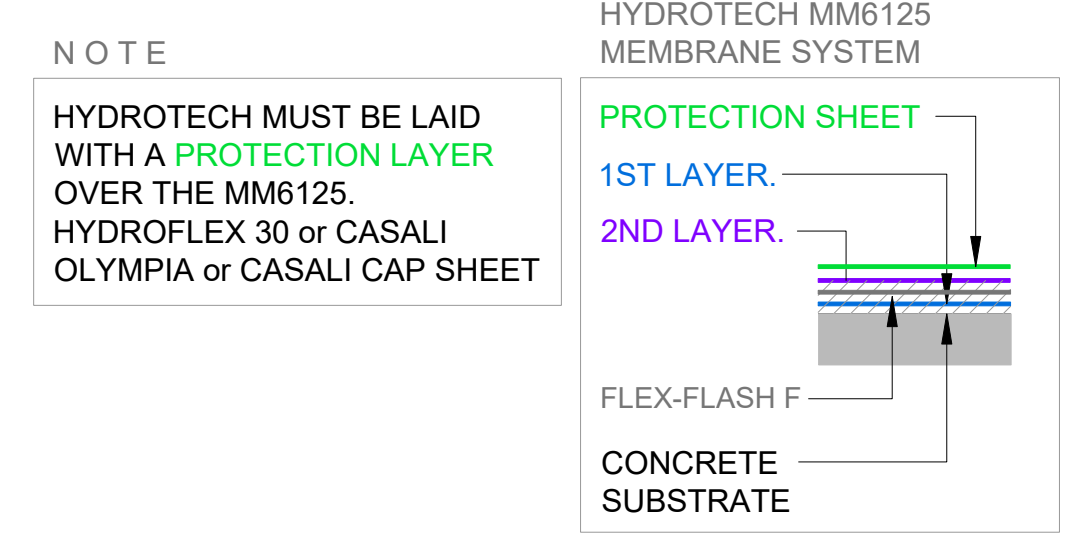 N O T E
HYDROTECH MUST BE LAID
WITH A PROTECTION LAYER
OVER THE MM6125.
HYDROFLEX 30 or CASALI
OLYMPIA or CASALI CAP SHEET
HYDROTECH MM6125
MEMBRANE SYSTEM
PROTECTION SHEET
1ST LAYER.
2ND LAYER.
FLEX-FLASH F
CONCRETE
SUBSTRATE